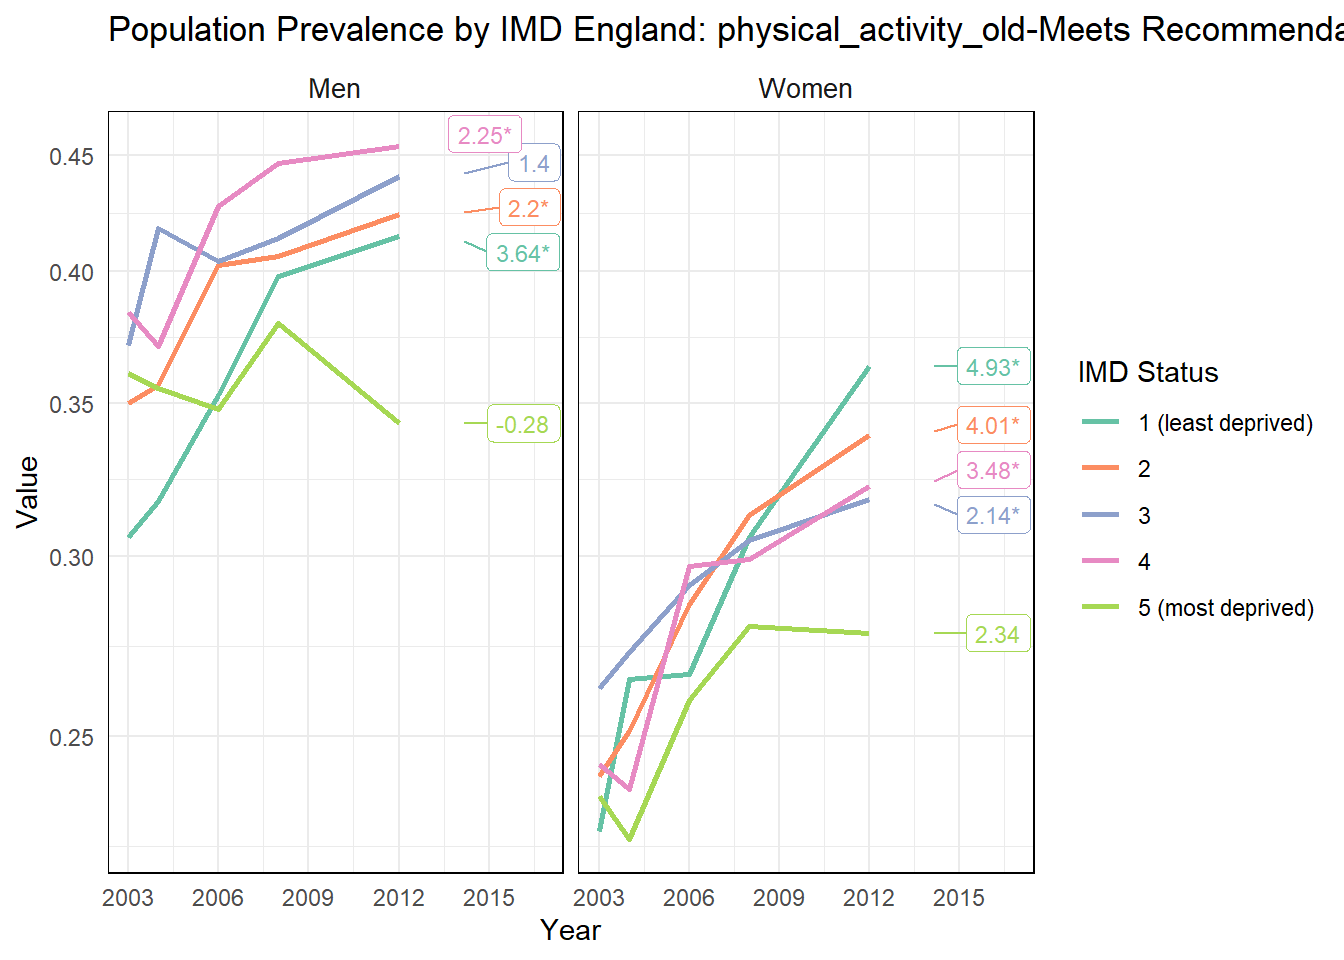 Population Prevalence by IMD England: physical_activity_old-Meets
Men
Women
0.45
0.40
0.35
0.30
0.25
2.25*
1.4
2.2*
3.64*
-0.28
4.93*
4.01*
3.48*
2.14*
2.34
2003 2006 2009 2012 2015
2003 2006 2009 2012 2015
Year
Value
IMD Status
1 (least deprived)
2
3
4
5 (most deprived)